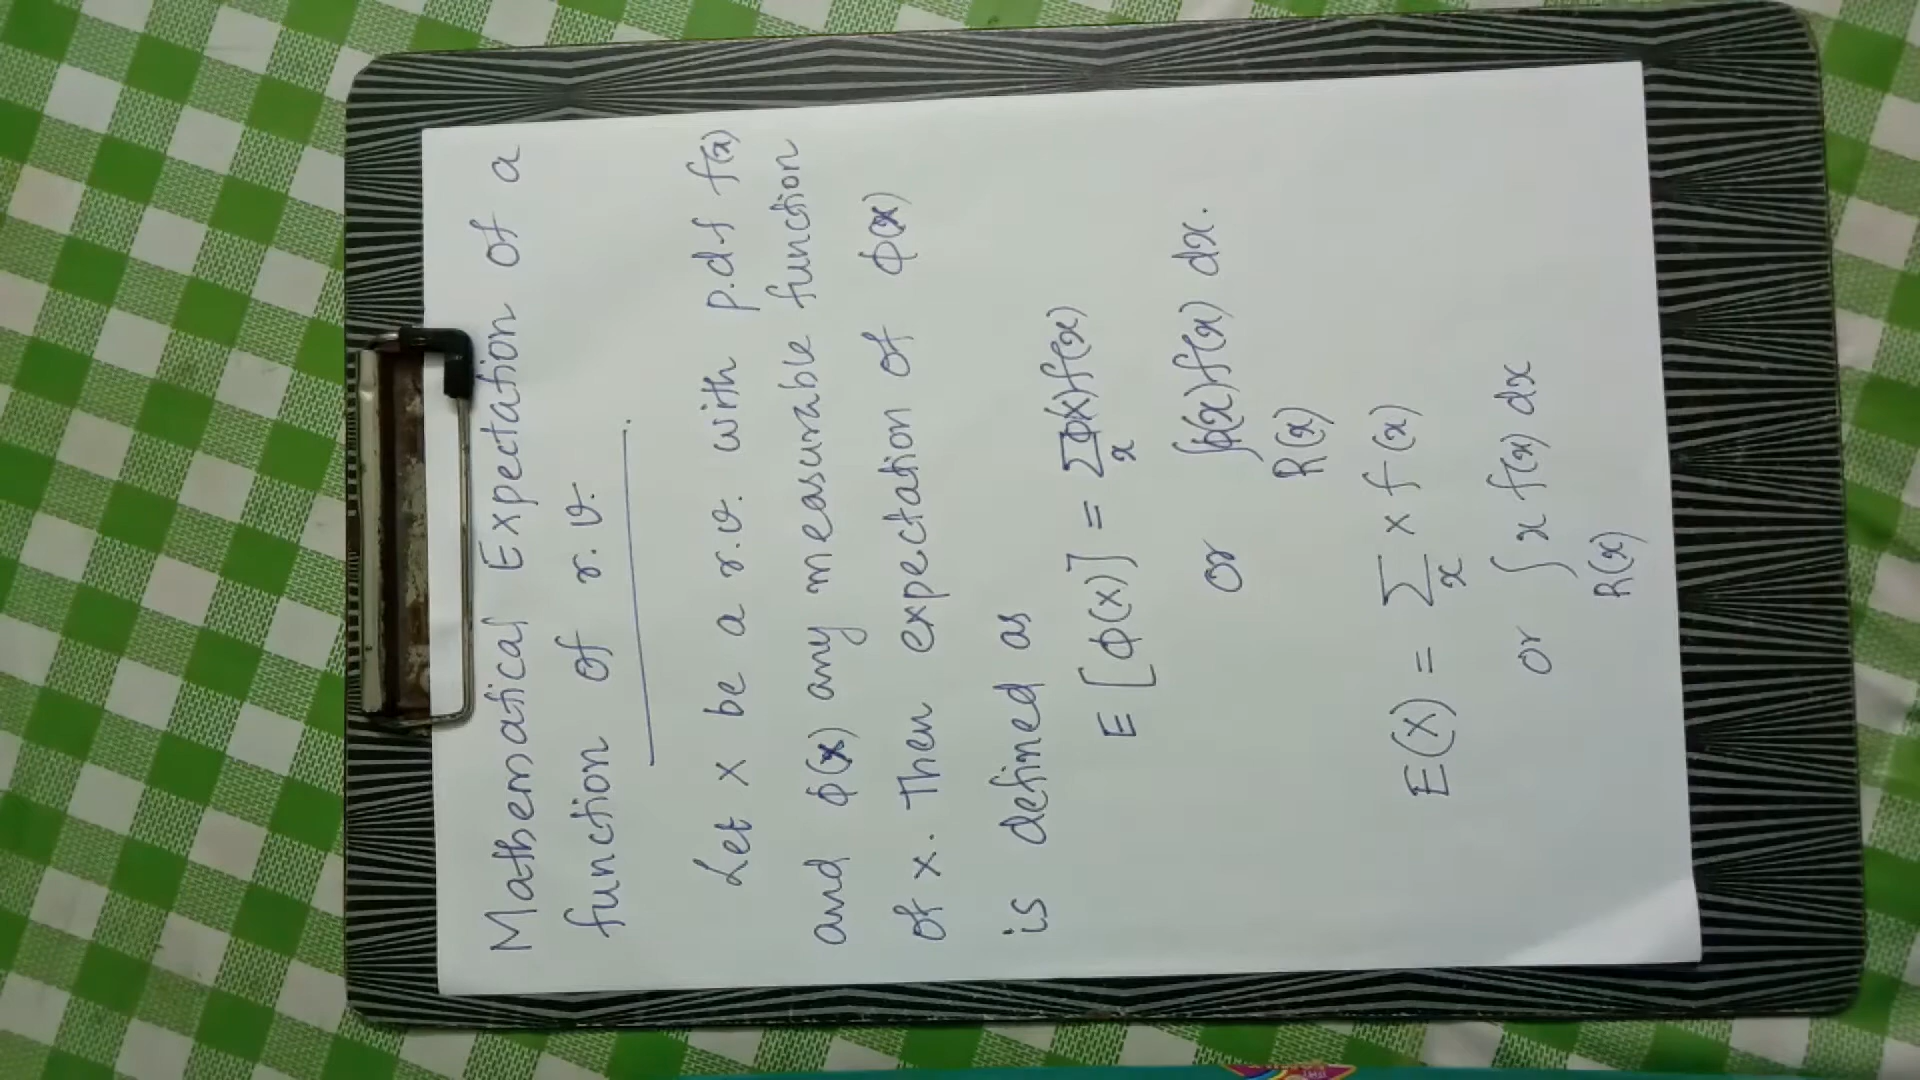 Mathematical Expectation of a
function of r.v.
Let X be a r.v. with p.d.f f(x)
and ϕ(x) any measurable function
of X. Then expectation of ϕ(x)
is defined as
E[ϕ(x)] = ∑ϕ(x)f(x)
x
or ∫ϕ(x)f(x) dx.
R(x)
E(X) = ∑ x f(x)
x
or ∫ x f(x) dx
R(x)